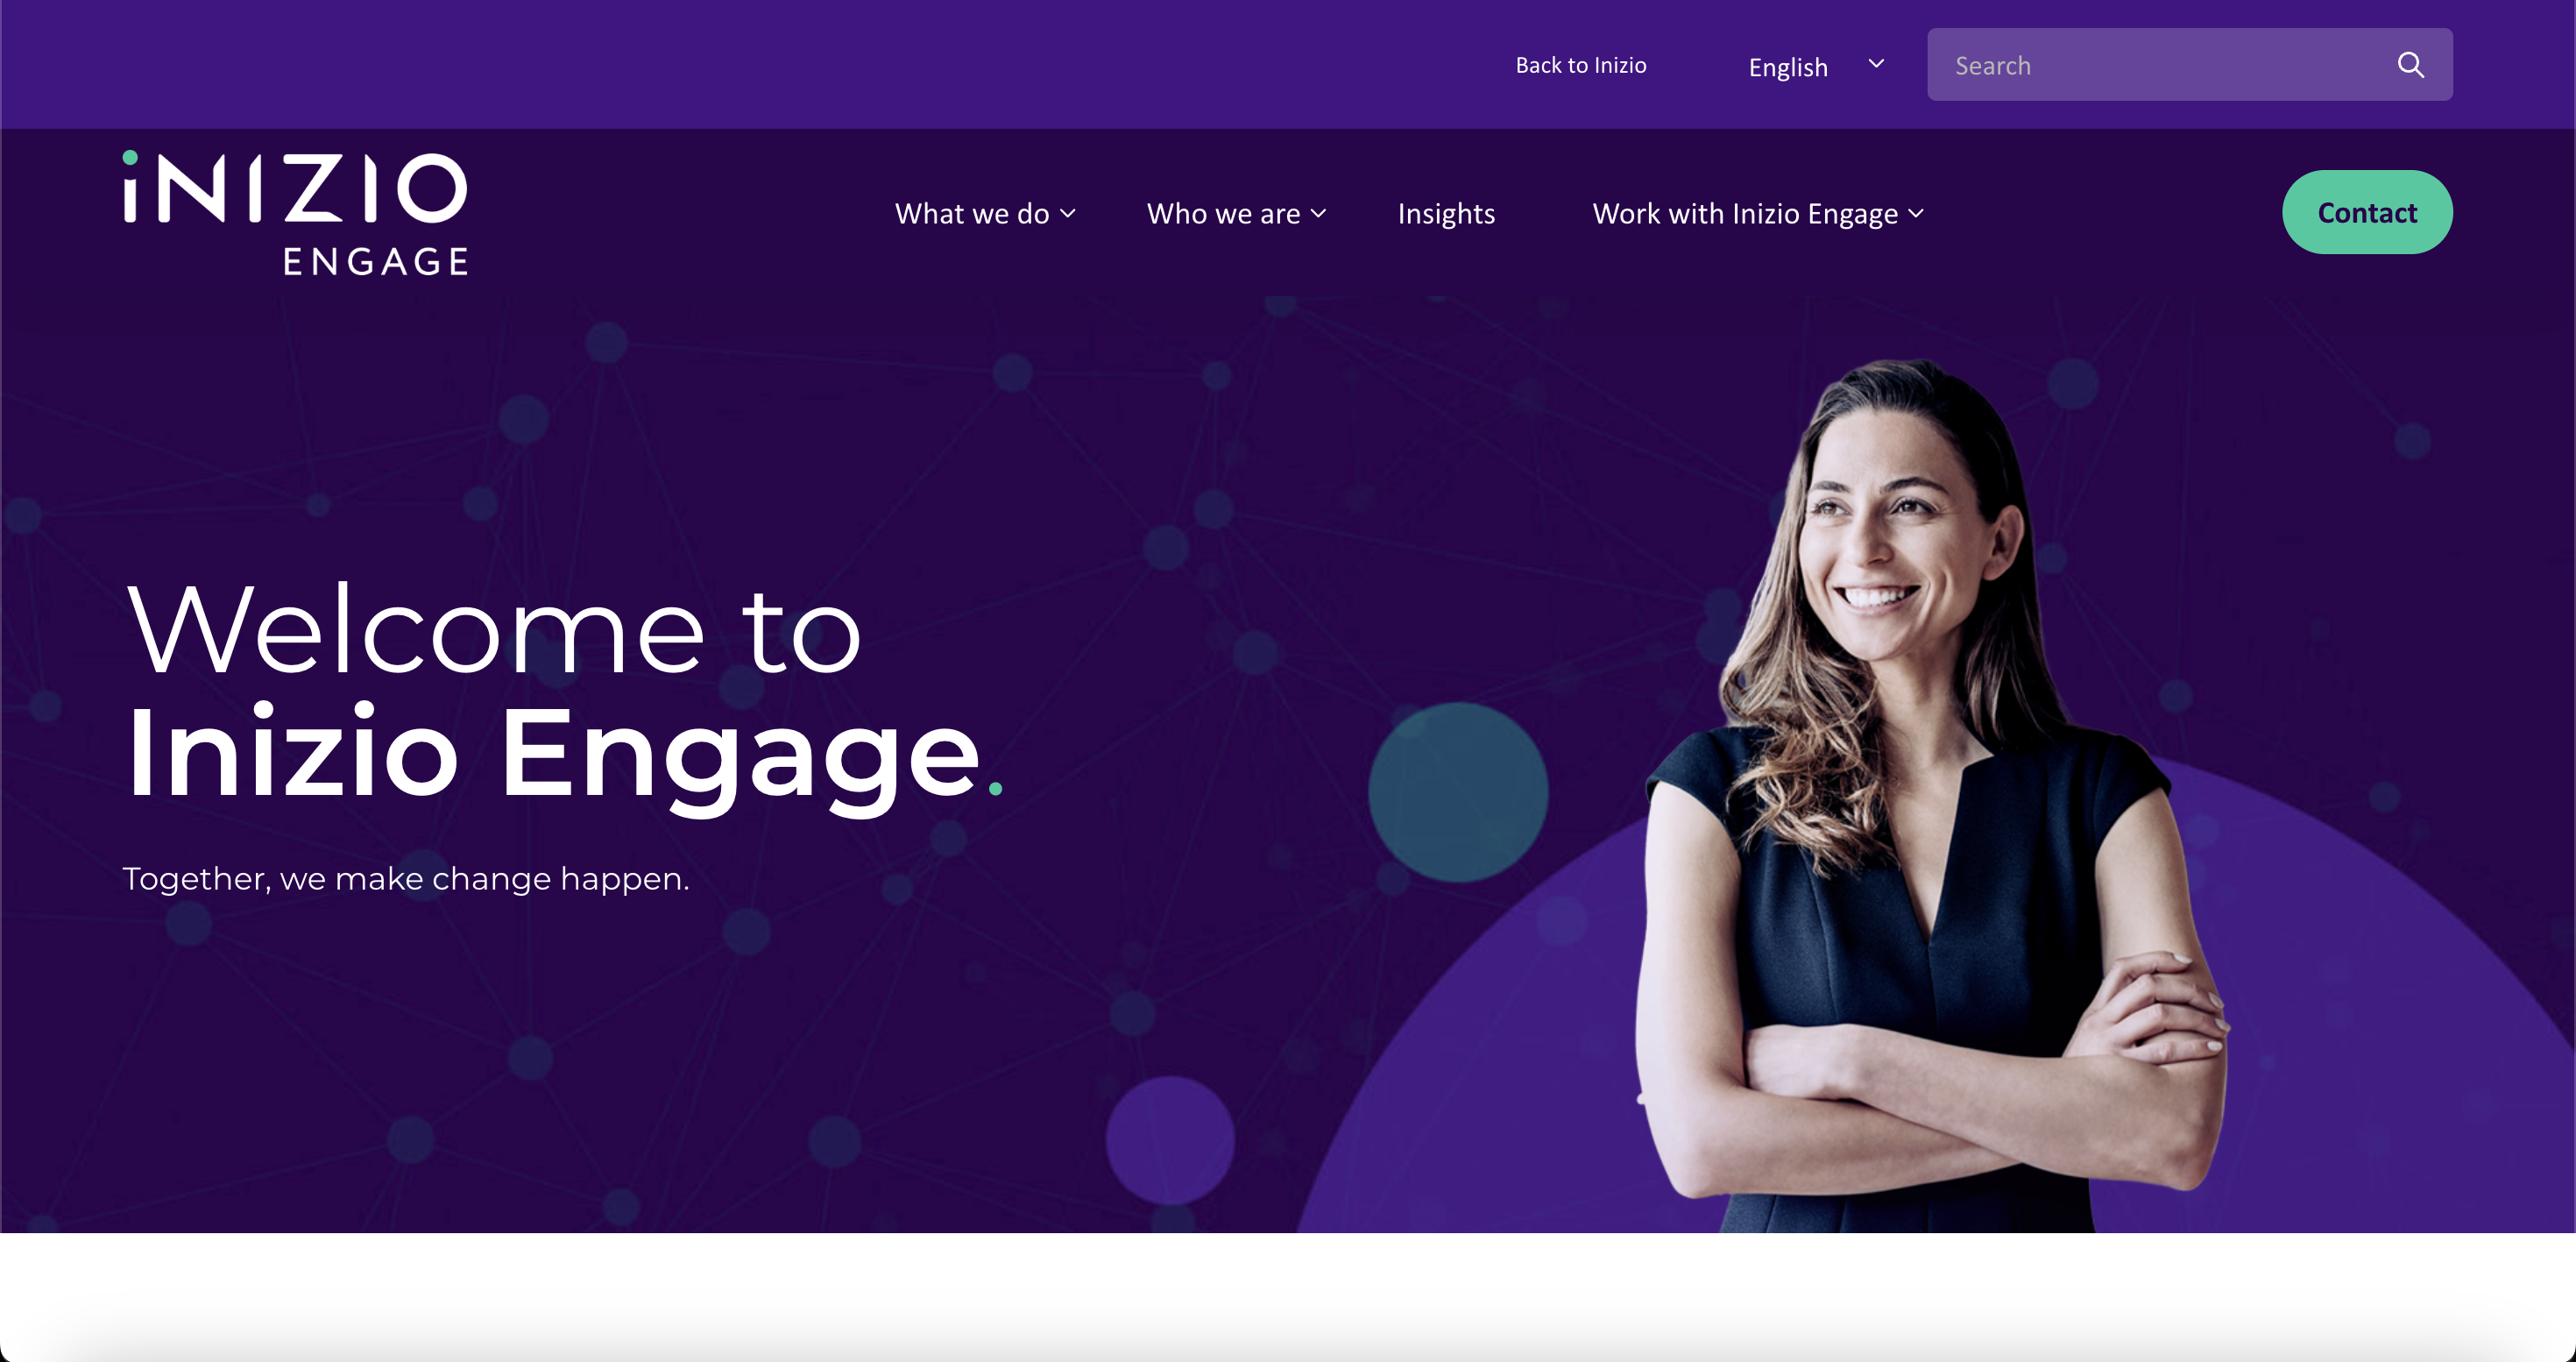 Back to Inizio
English
Search
iNIZIO
ENGAGE
What we do
Who we are
Insights
Work with Inizio Engage
Contact
Welcome to
Inizio Engage.
Together, we make change happen.